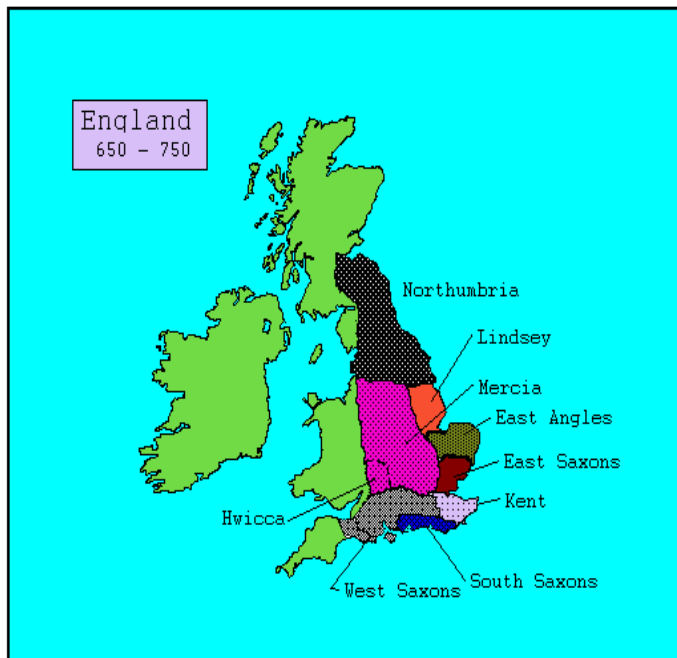 England
650 - 750
Northumbria
Lindsey
Mercia
East Angles
East Saxons
Kent
Hwicca
South Saxons
West Saxons